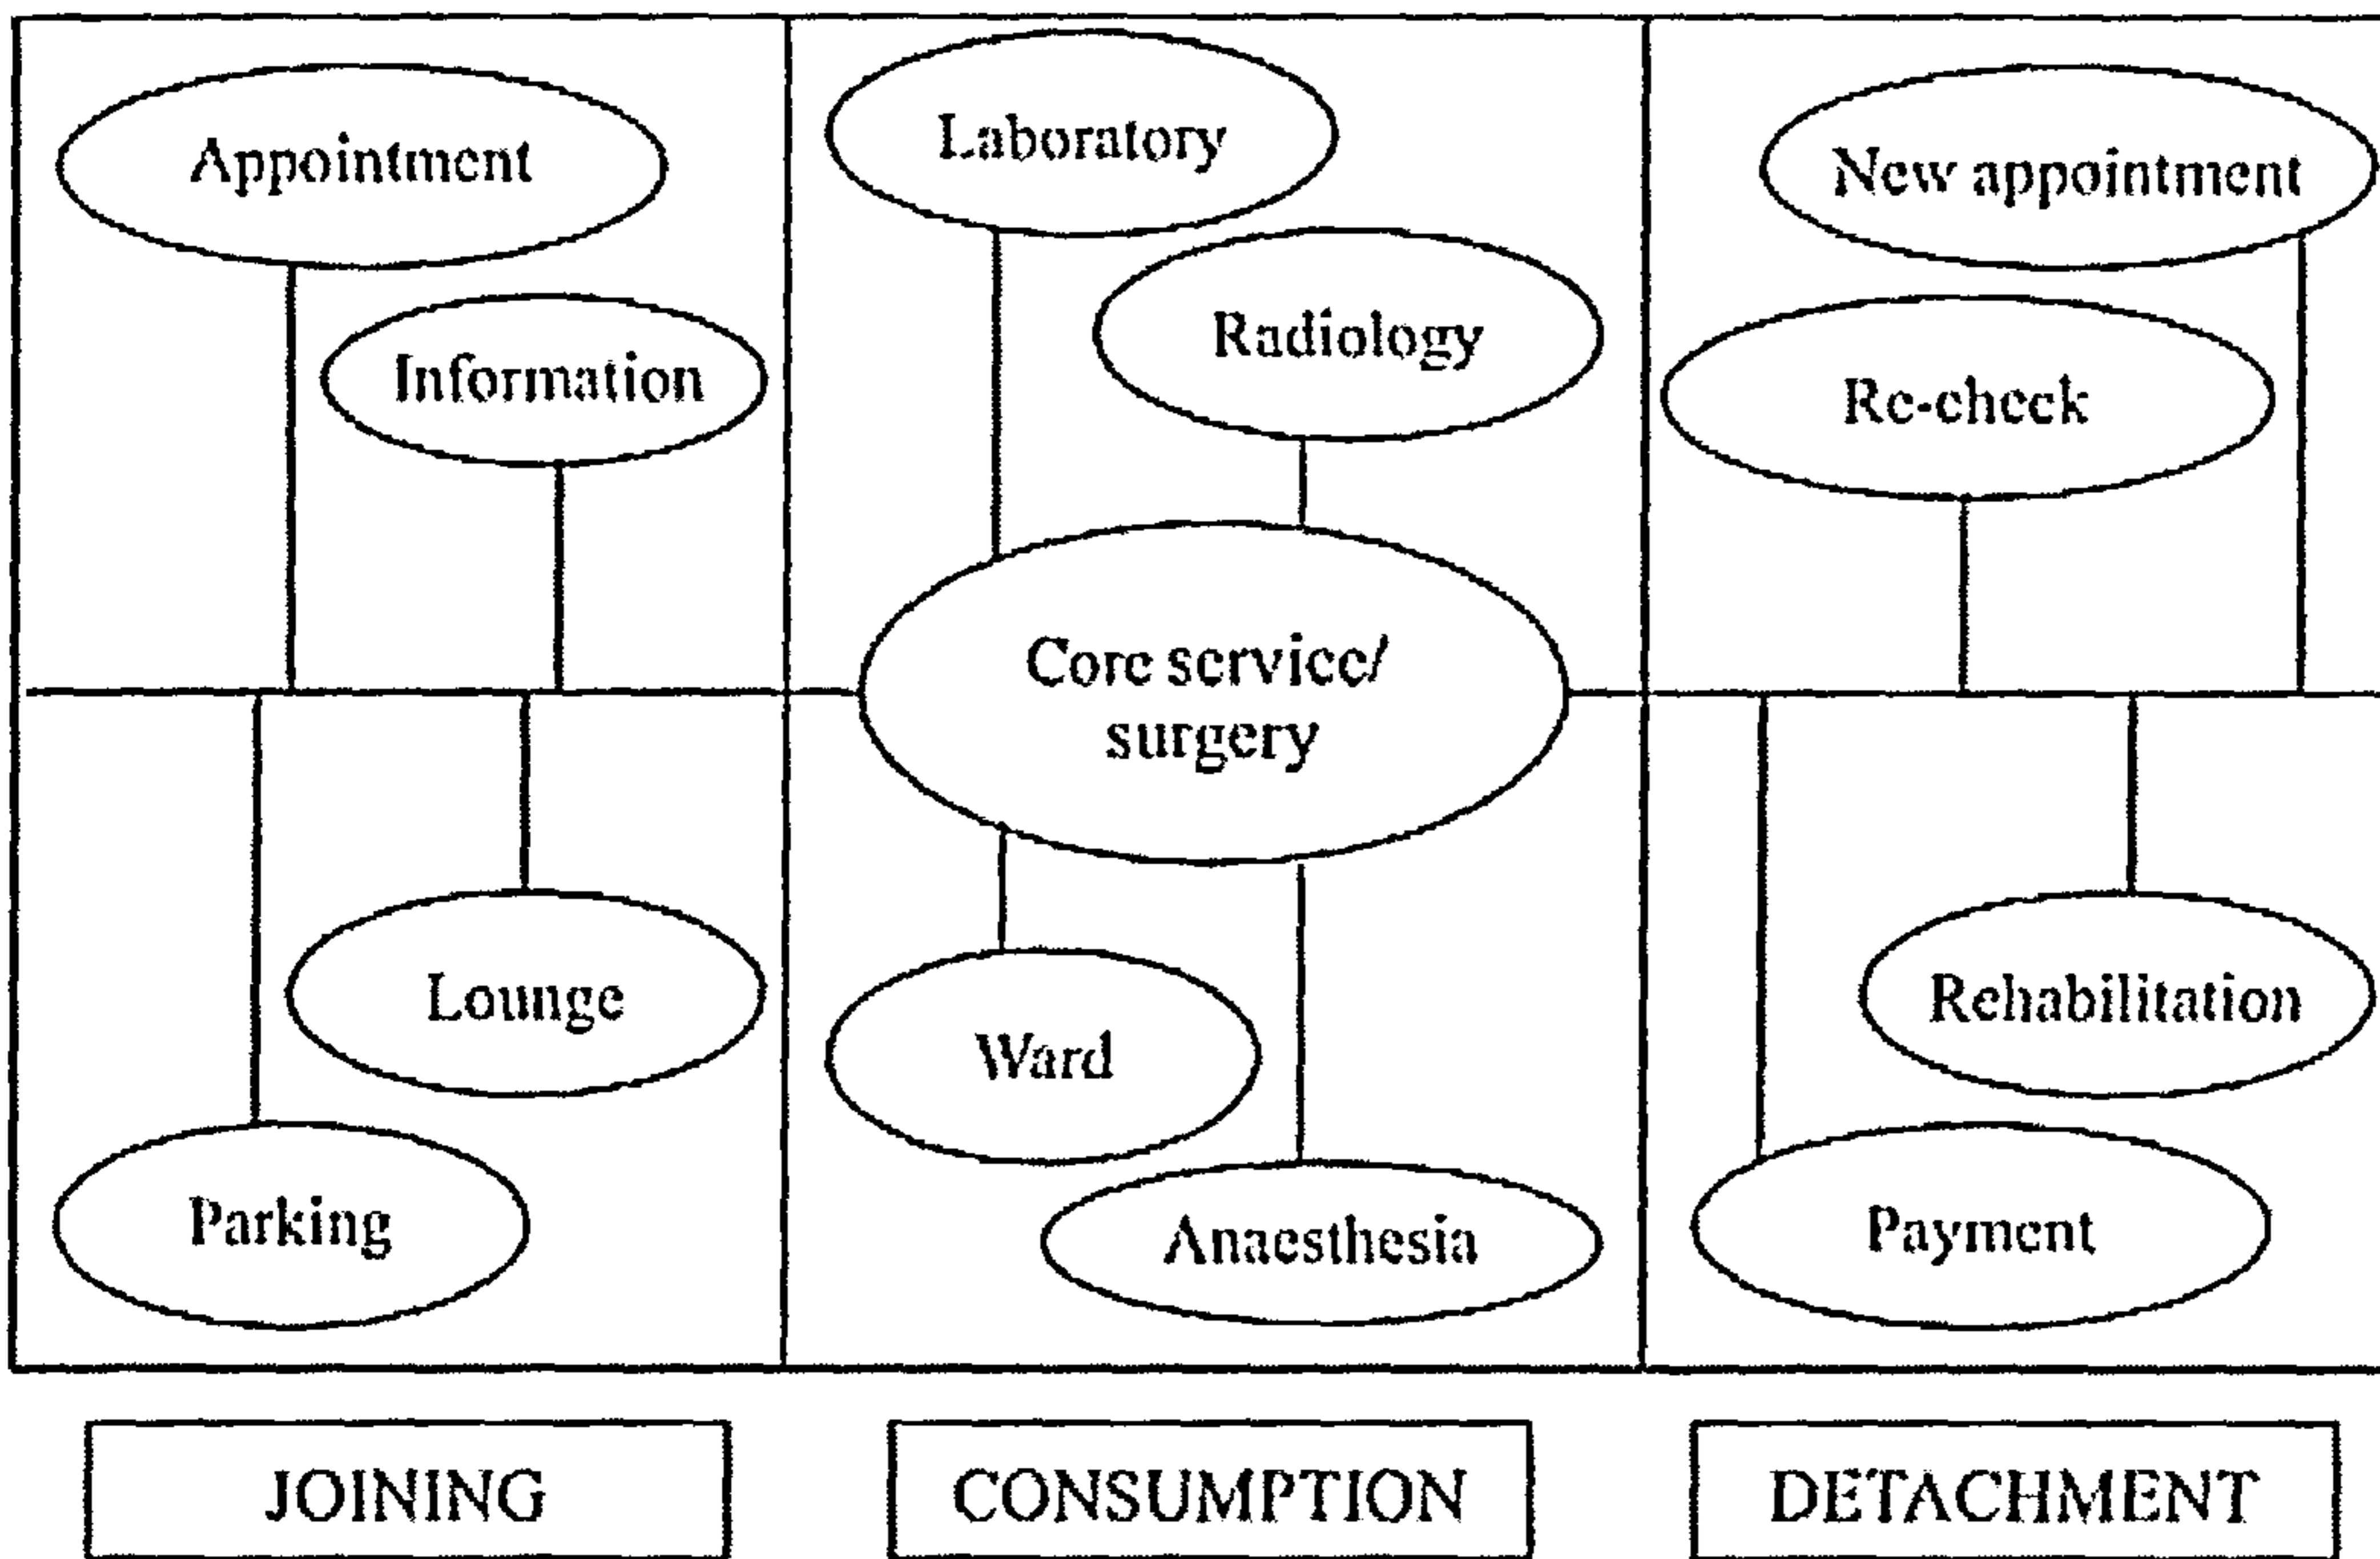 Appointment
Information
Lounge
Parking
Laboratory
Radiology
Core service/
surgery
Ward
Anaesthesia
New appointment
Re-check
Rehabilitation
Payment
JOINING
CONSUMPTION
DETACHMENT